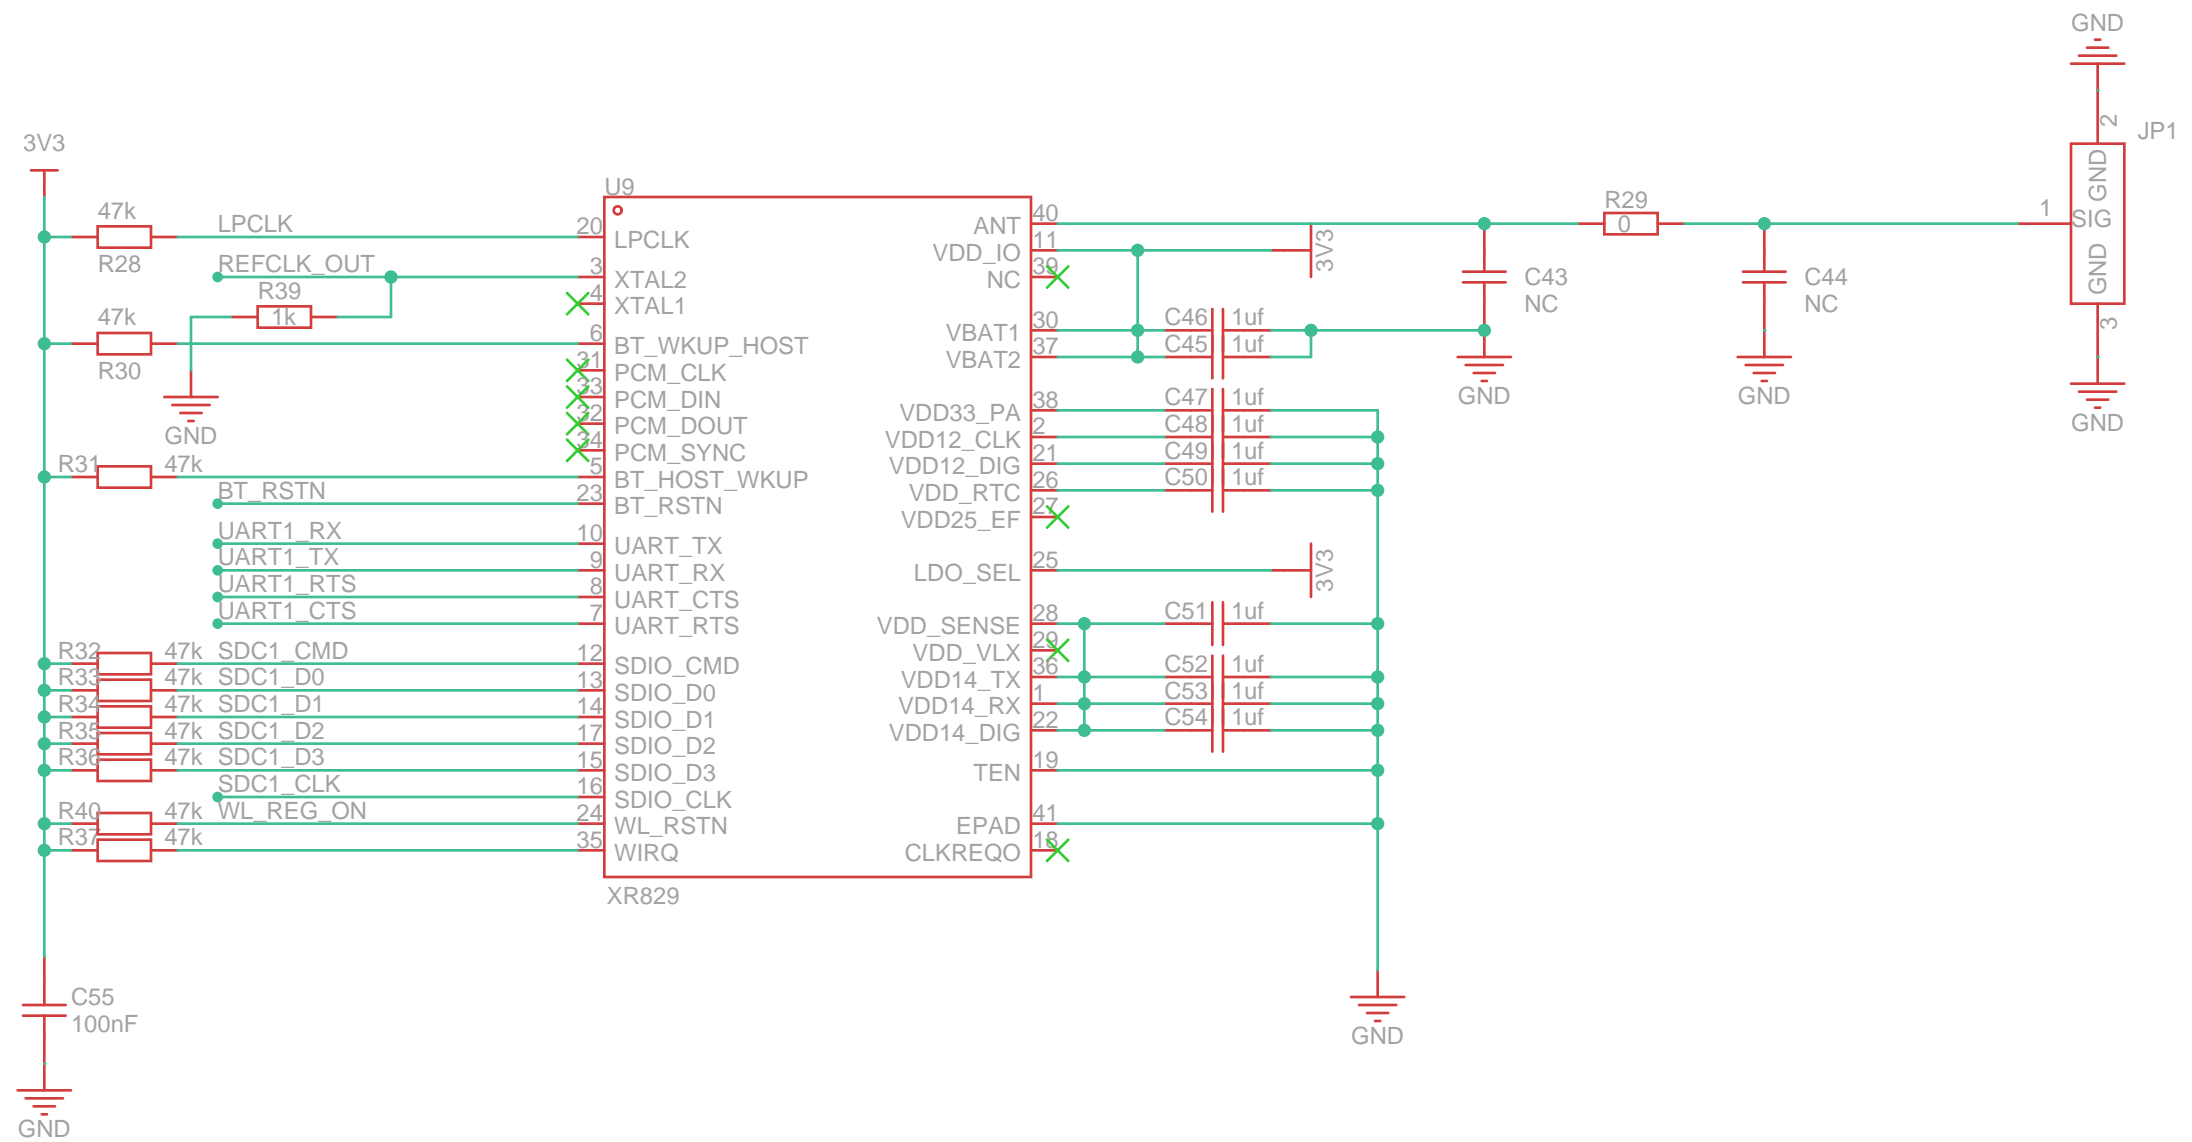 GND
2
JP1
GND
SIG
GND
1
3
GND
3V3
47k
R28
LPCLK
REFCLK_OUT
R39
1k
47k
R30
GND
R31
47k
BT_RSTN
UART1_RX
UART1_TX
UART1_RTS
UART1_CTS
R32
47k
SDC1_CMD
R33
47k
SDC1_D0
R34
47k
SDC1_D1
R35
47k
SDC1_D2
R36
47k
SDC1_D3
SDC1_CLK
R40
47k
WL_REG_ON
R37
47k
C55
100nF
GND
U9
20 LPCLK
3 XTAL2
4 XTAL1
6 BT_WKUP_HOST
31 PCM_CLK
33 PCM_DIN
32 PCM_DOUT
34 PCM_SYNC
5 BT_HOST_WKUP
23 BT_RSTN
10 UART_TX
9 UART_RX
8 UART_CTS
7 UART_RTS
12 SDIO_CMD
13 SDIO_D0
14 SDIO_D1
17 SDIO_D2
15 SDIO_D3
16 SDIO_CLK
24 WL_RSTN
35 WIRQ
XR829
ANT 40
VDD_IO 11
NC 39
VBAT1 30
VBAT2 37
VDD33_PA 38
VDD12_CLK 2
VDD12_DIG 21
VDD_RTC 26
VDD25_EF 27
LDO_SEL 25
VDD_SENSE 28
VDD_VLX 29
VDD14_TX 36
VDD14_RX 1
VDD14_DIG 22
TEN 19
EPAD 41
CLKREQO 18
3V3
C46 1uf
C45 1uf
C47 1uf
C48 1uf
C49 1uf
C50 1uf
3V3
C51 1uf
C52 1uf
C53 1uf
C54 1uf
GND
C43
NC
GND
R29
0
C44
NC
GND